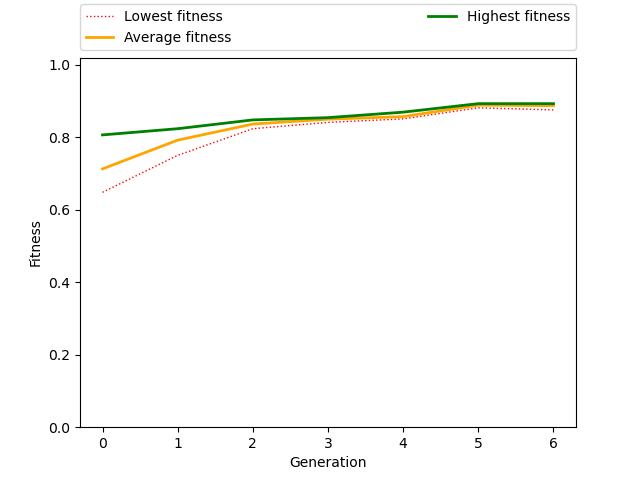 Lowest fitness
Average fitness
Highest fitness
1.0
0.8
0.6
0.4
0.2
0.0
Fitness
0 1 2 3 4 5 6
Generation